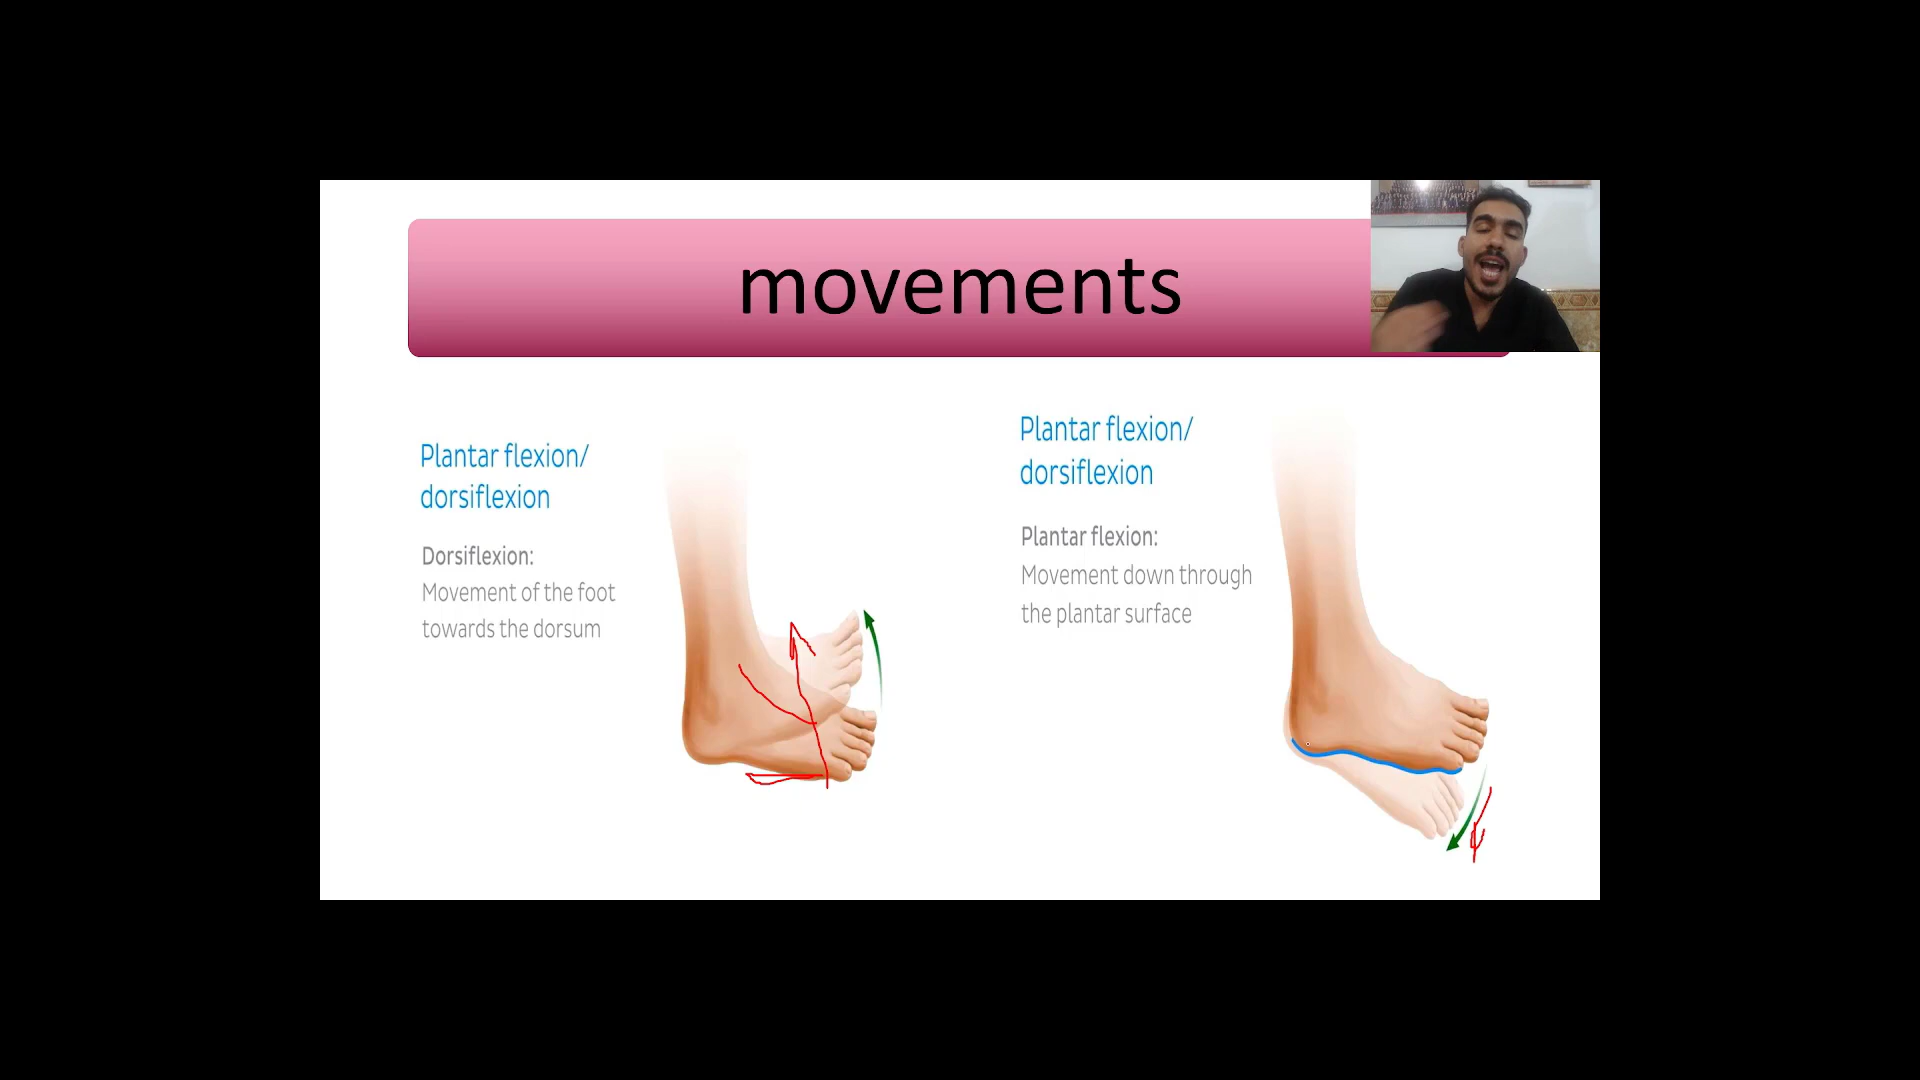 movements
Plantar flexion/
dorsiflexion
Dorsiflexion:
Movement of the foot
towards the dorsum
Plantar flexion/
dorsiflexion
Plantar flexion:
Movement down through
the plantar surface